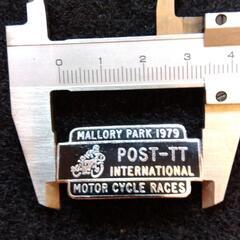 0 1 2 3 4
MALLORY PARK 1979
POST-TT
INTERNATIONAL
MOTOR CYCLE RACES